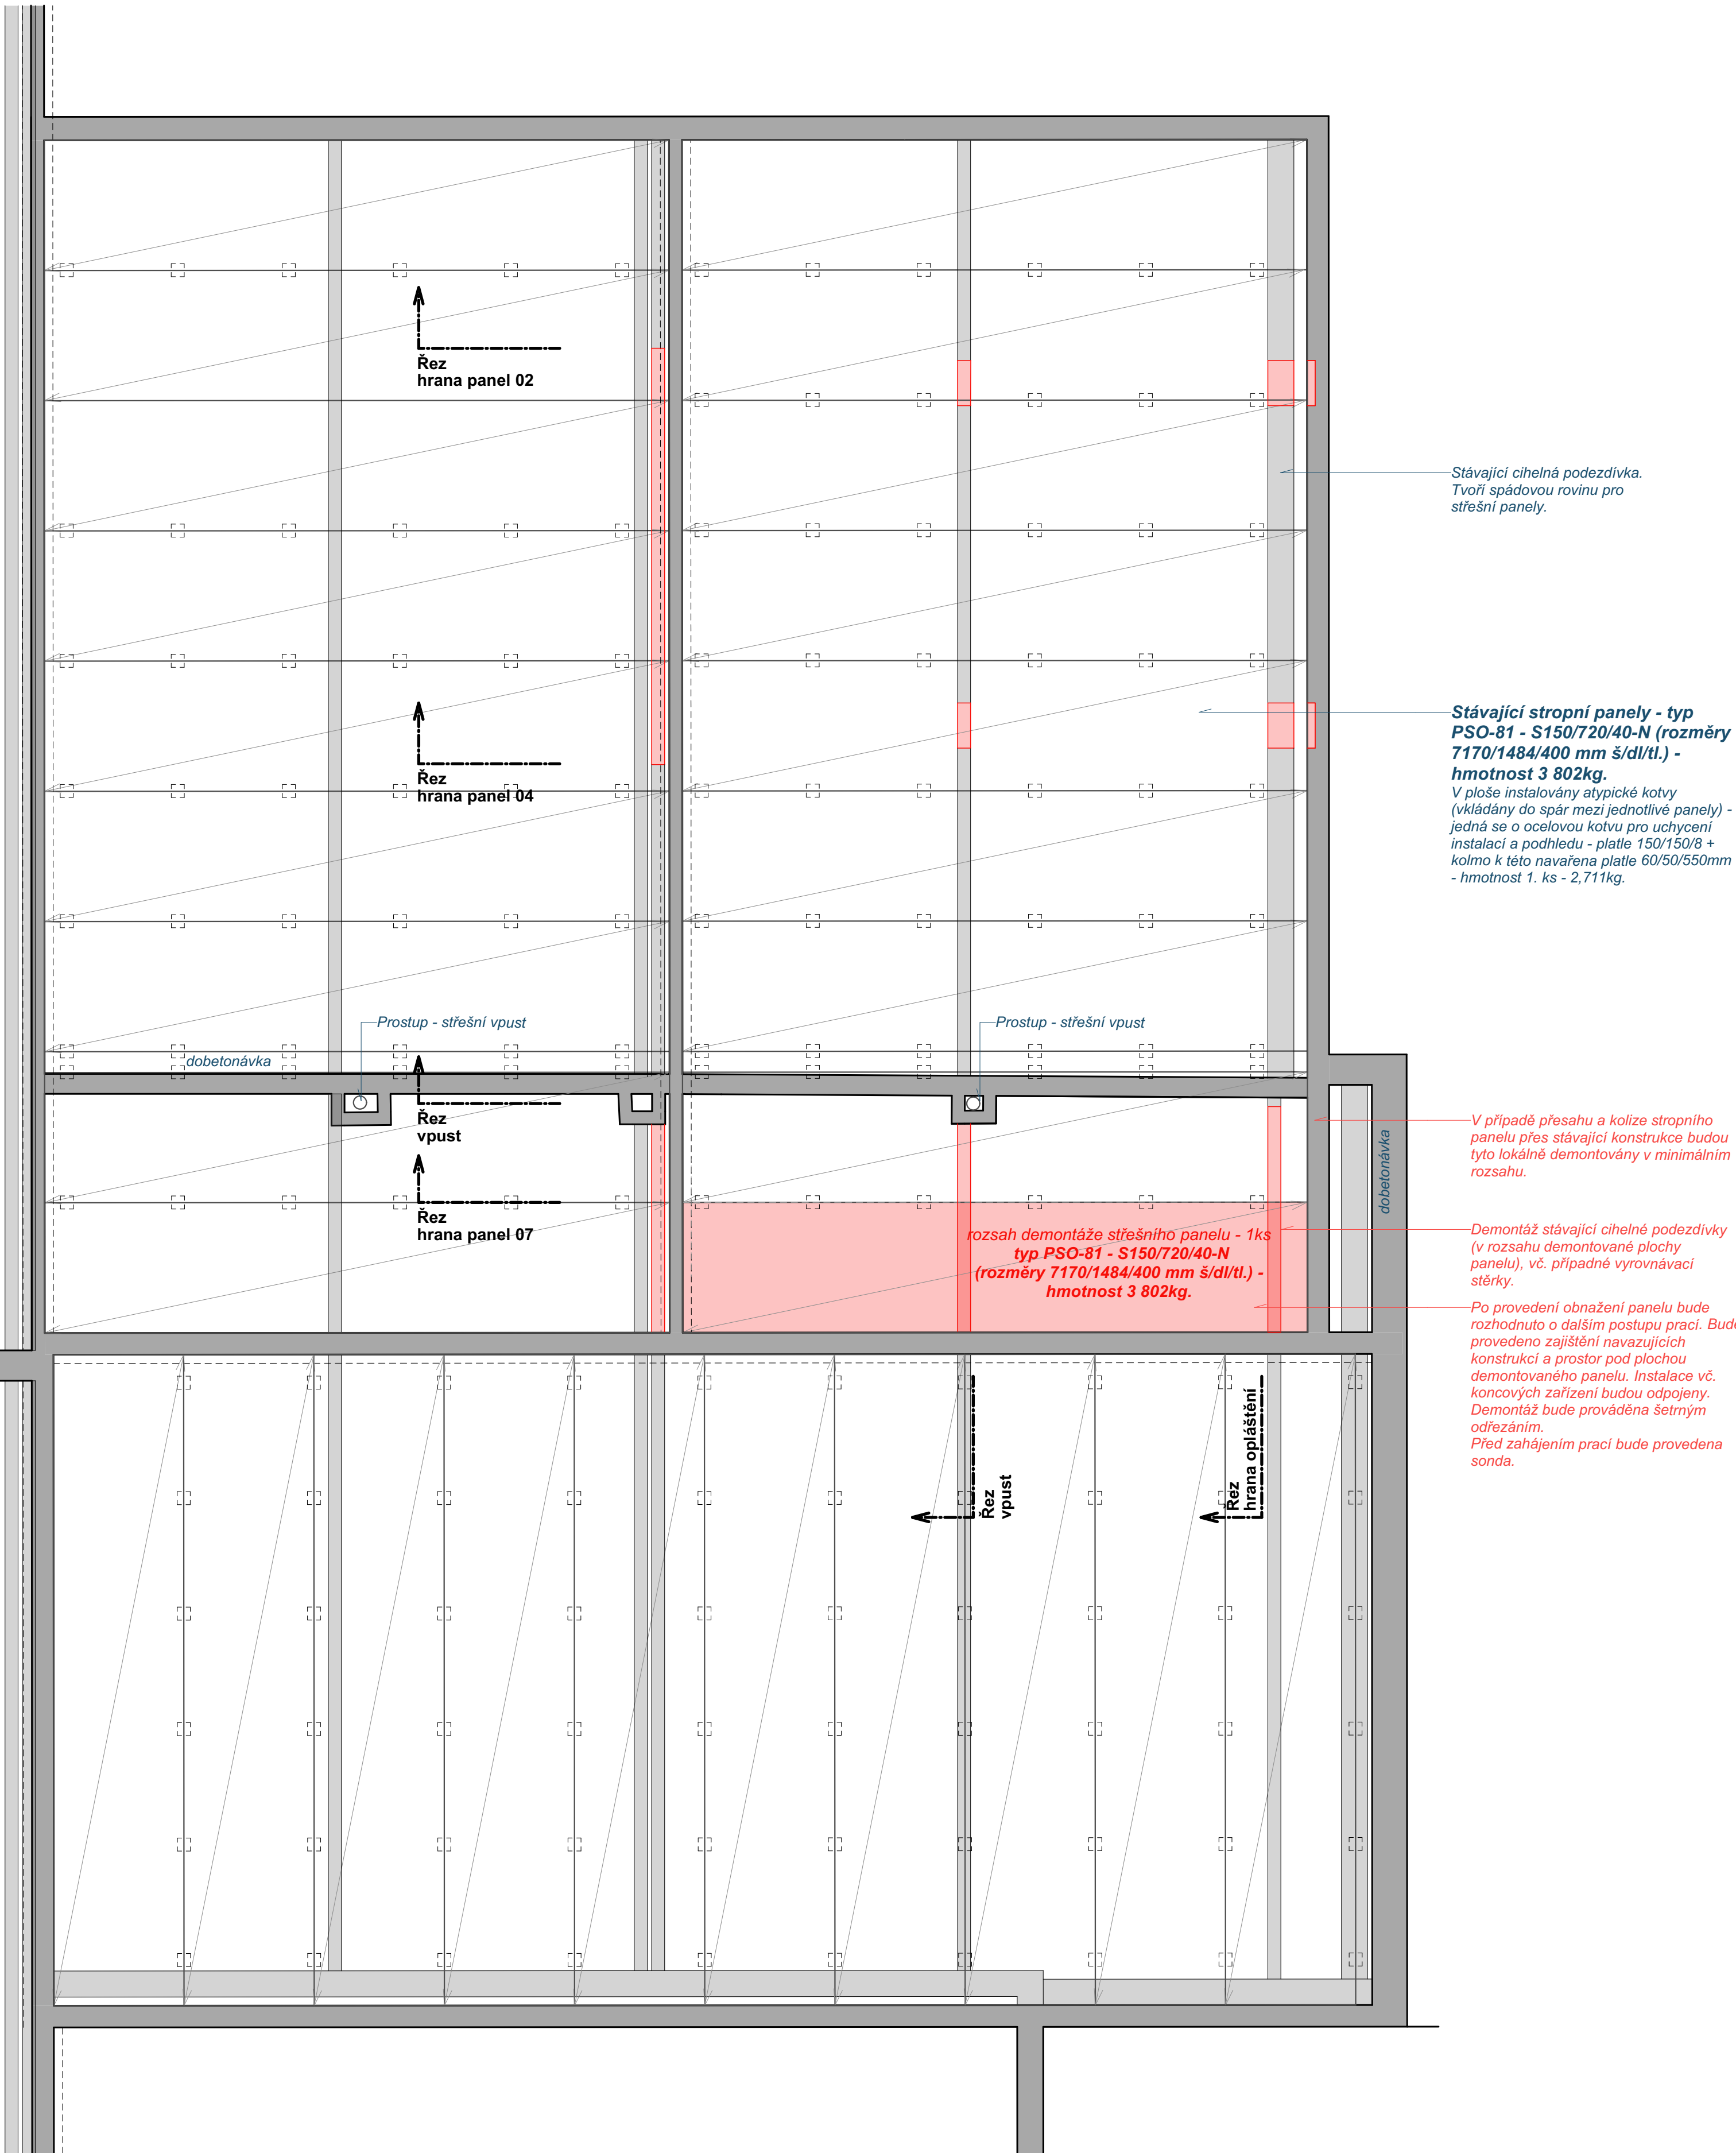 Řez
hrana panel 02
Stávající cihelná podezdívka.
Tvoří spádovou rovinu pro
střešní panely.
Stávající stropní panely - typ
PSO-81 - S150/720/40-N (rozměry
7170/1484/400 mm š/dl/tl.) -
hmotnost 3 802kg.
V ploše instalovány atypické kotvy
(vkládány do spár mezi jednotlivé panely) -
jedná se o ocelovou kotvu pro uchycení
instalací a podhledu - platle 150/150/8 +
kolmo k této navařena platle 60/50/550mm
- hmotnost 1. ks - 2,711kg.
Řez
hrana panel 04
Prostup - střešní vpust
Prostup - střešní vpust
dobetonávka
Řez
vpust
Řez
hrana panel 07
dobetonávka
V případě přesahu a kolize stropního
panelu přes stávající konstrukce budou
tyto lokálně demontovány v minimálním
rozsahu.
rozsah demontáže střešního panelu - 1ks
typ PSO-81 - S150/720/40-N
(rozměry 7170/1484/400 mm š/dl/tl.) -
hmotnost 3 802kg.
Demontáž stávající cihelné podezdívky
(v rozsahu demontované plochy
panelu), vč. případné vyrovnávací
stěrky.
Po provedení obnažení panelu bude
rozhodnuto o dalším postupu prací. Bude
provedeno zajištění navazujících
konstrukcí a prostor pod plochou
demontovaného panelu. Instalace vč.
koncových zařízení budou odpojeny.
Demontáž bude prováděna šetrným
odřezáním.
Před zahájením prací bude provedena
sonda.
Řez
vpust
Řez
hrana opláštění